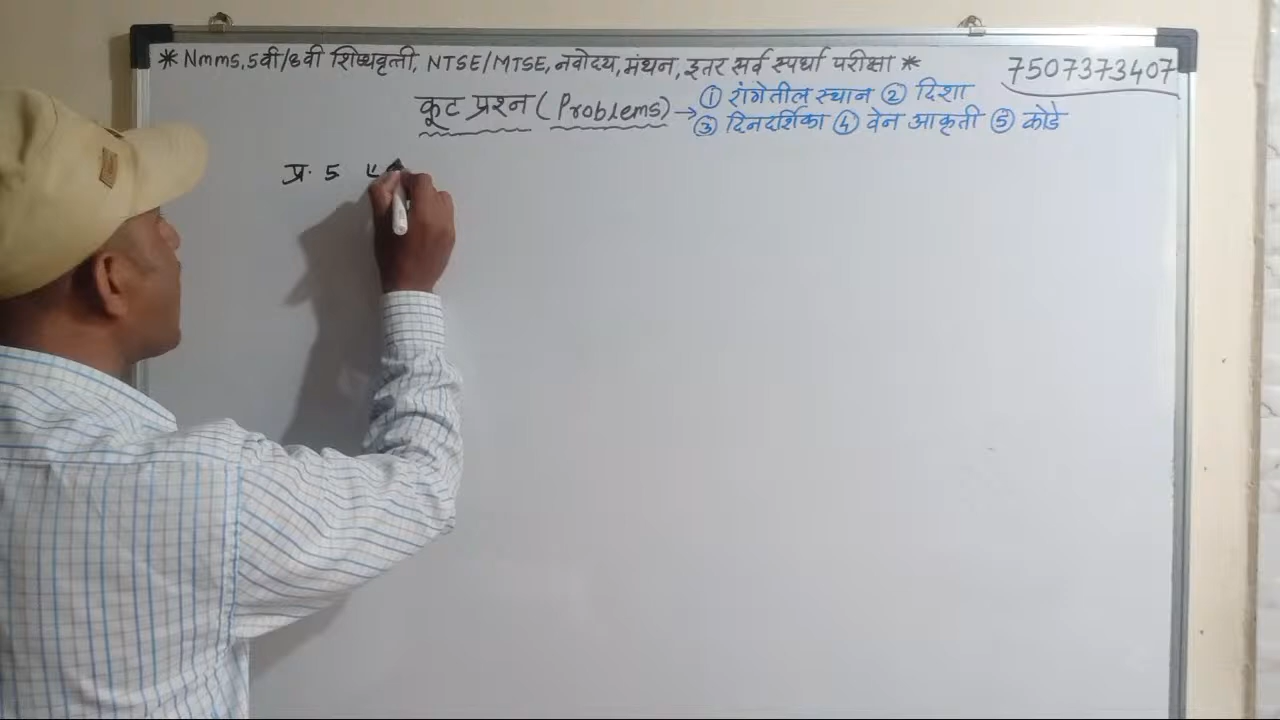 * Nmms, 5वी/8वी शिष्यवृत्ती, NTSE/MTSE, नवोदय, मंथन, इतर सर्व स्पर्धा परीक्षा *
7507373407
कूट प्रश्न (Problems) → ① रांगेतील स्थान ② दिशा
③ दिनदर्शिका ④ वेन आकृती ⑤ कोडे
प्र. 5